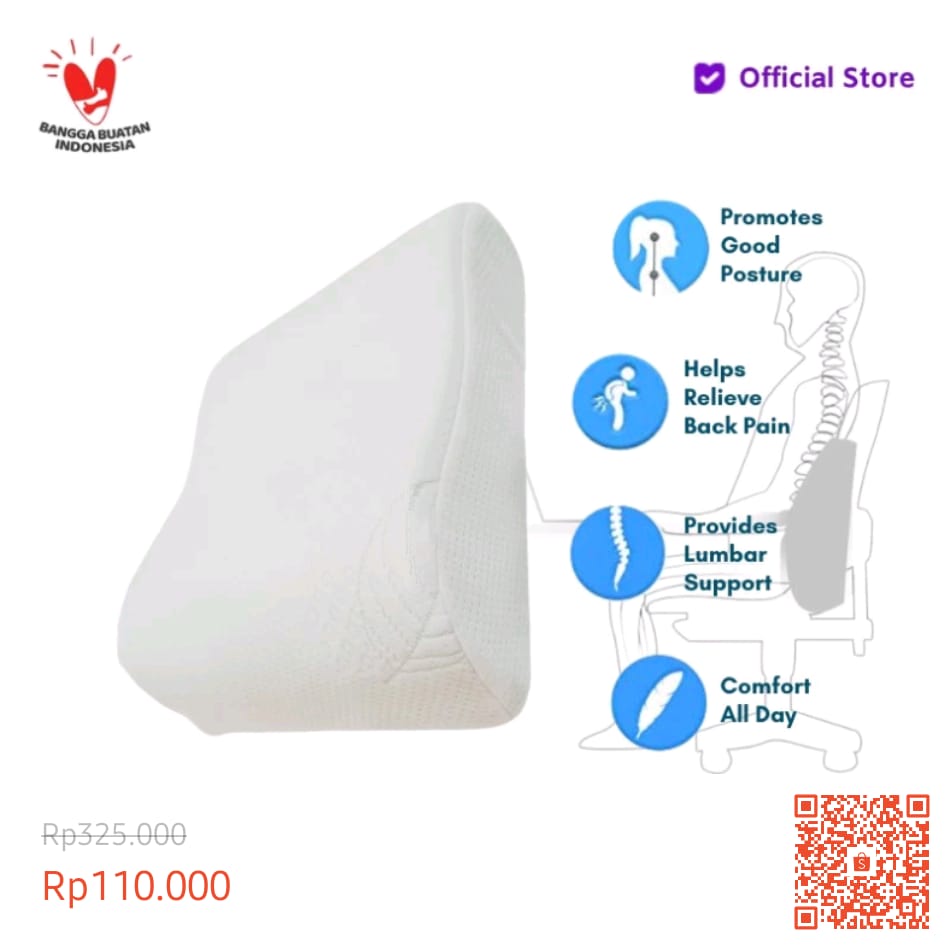 BANGGA BUATAN
INDONESIA
Official Store
Promotes
Good
Posture
Helps
Relieve
Back Pain
Provides
Lumbar
Support
Comfort
All Day
Rp325.000
Rp110.000